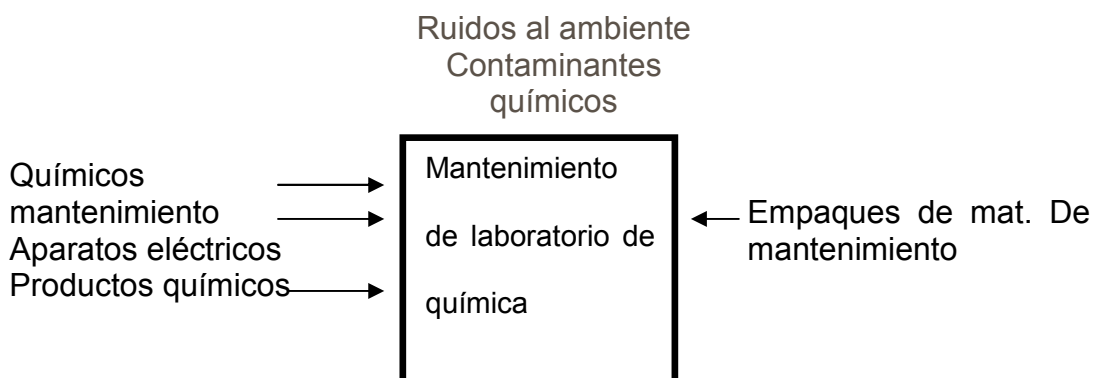 Ruidos al ambiente
Contaminantes
químicos
Químicos
mantenimiento
Aparatos eléctricos
Productos químicos
Mantenimiento
de laboratorio de
química
Empaques de mat. De
mantenimiento